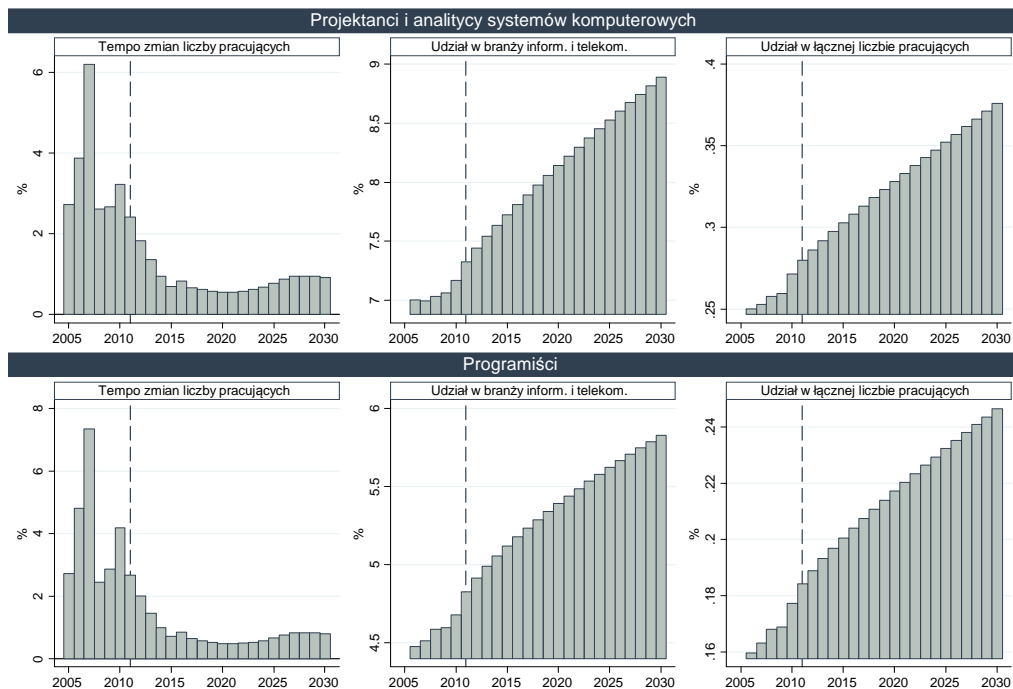 Projektanci i analitycy systemów komputerowych
Tempo zmian liczby pracujących
Udział w branży inform. i telekom.
Udział w łącznej liczbie pracujących
%
0
2
4
6
2005 2010 2015 2020 2025 2030
%
7
7.5
8
8.5
9
2005 2010 2015 2020 2025 2030
%
.25
.3
.35
.4
2005 2010 2015 2020 2025 2030
Programiści
Tempo zmian liczby pracujących
Udział w branży inform. i telekom.
Udział w łącznej liczbie pracujących
%
0
2
4
6
8
2005 2010 2015 2020 2025 2030
%
4.5
5
5.5
6
2005 2010 2015 2020 2025 2030
%
.16
.18
.2
.22
.24
2005 2010 2015 2020 2025 2030